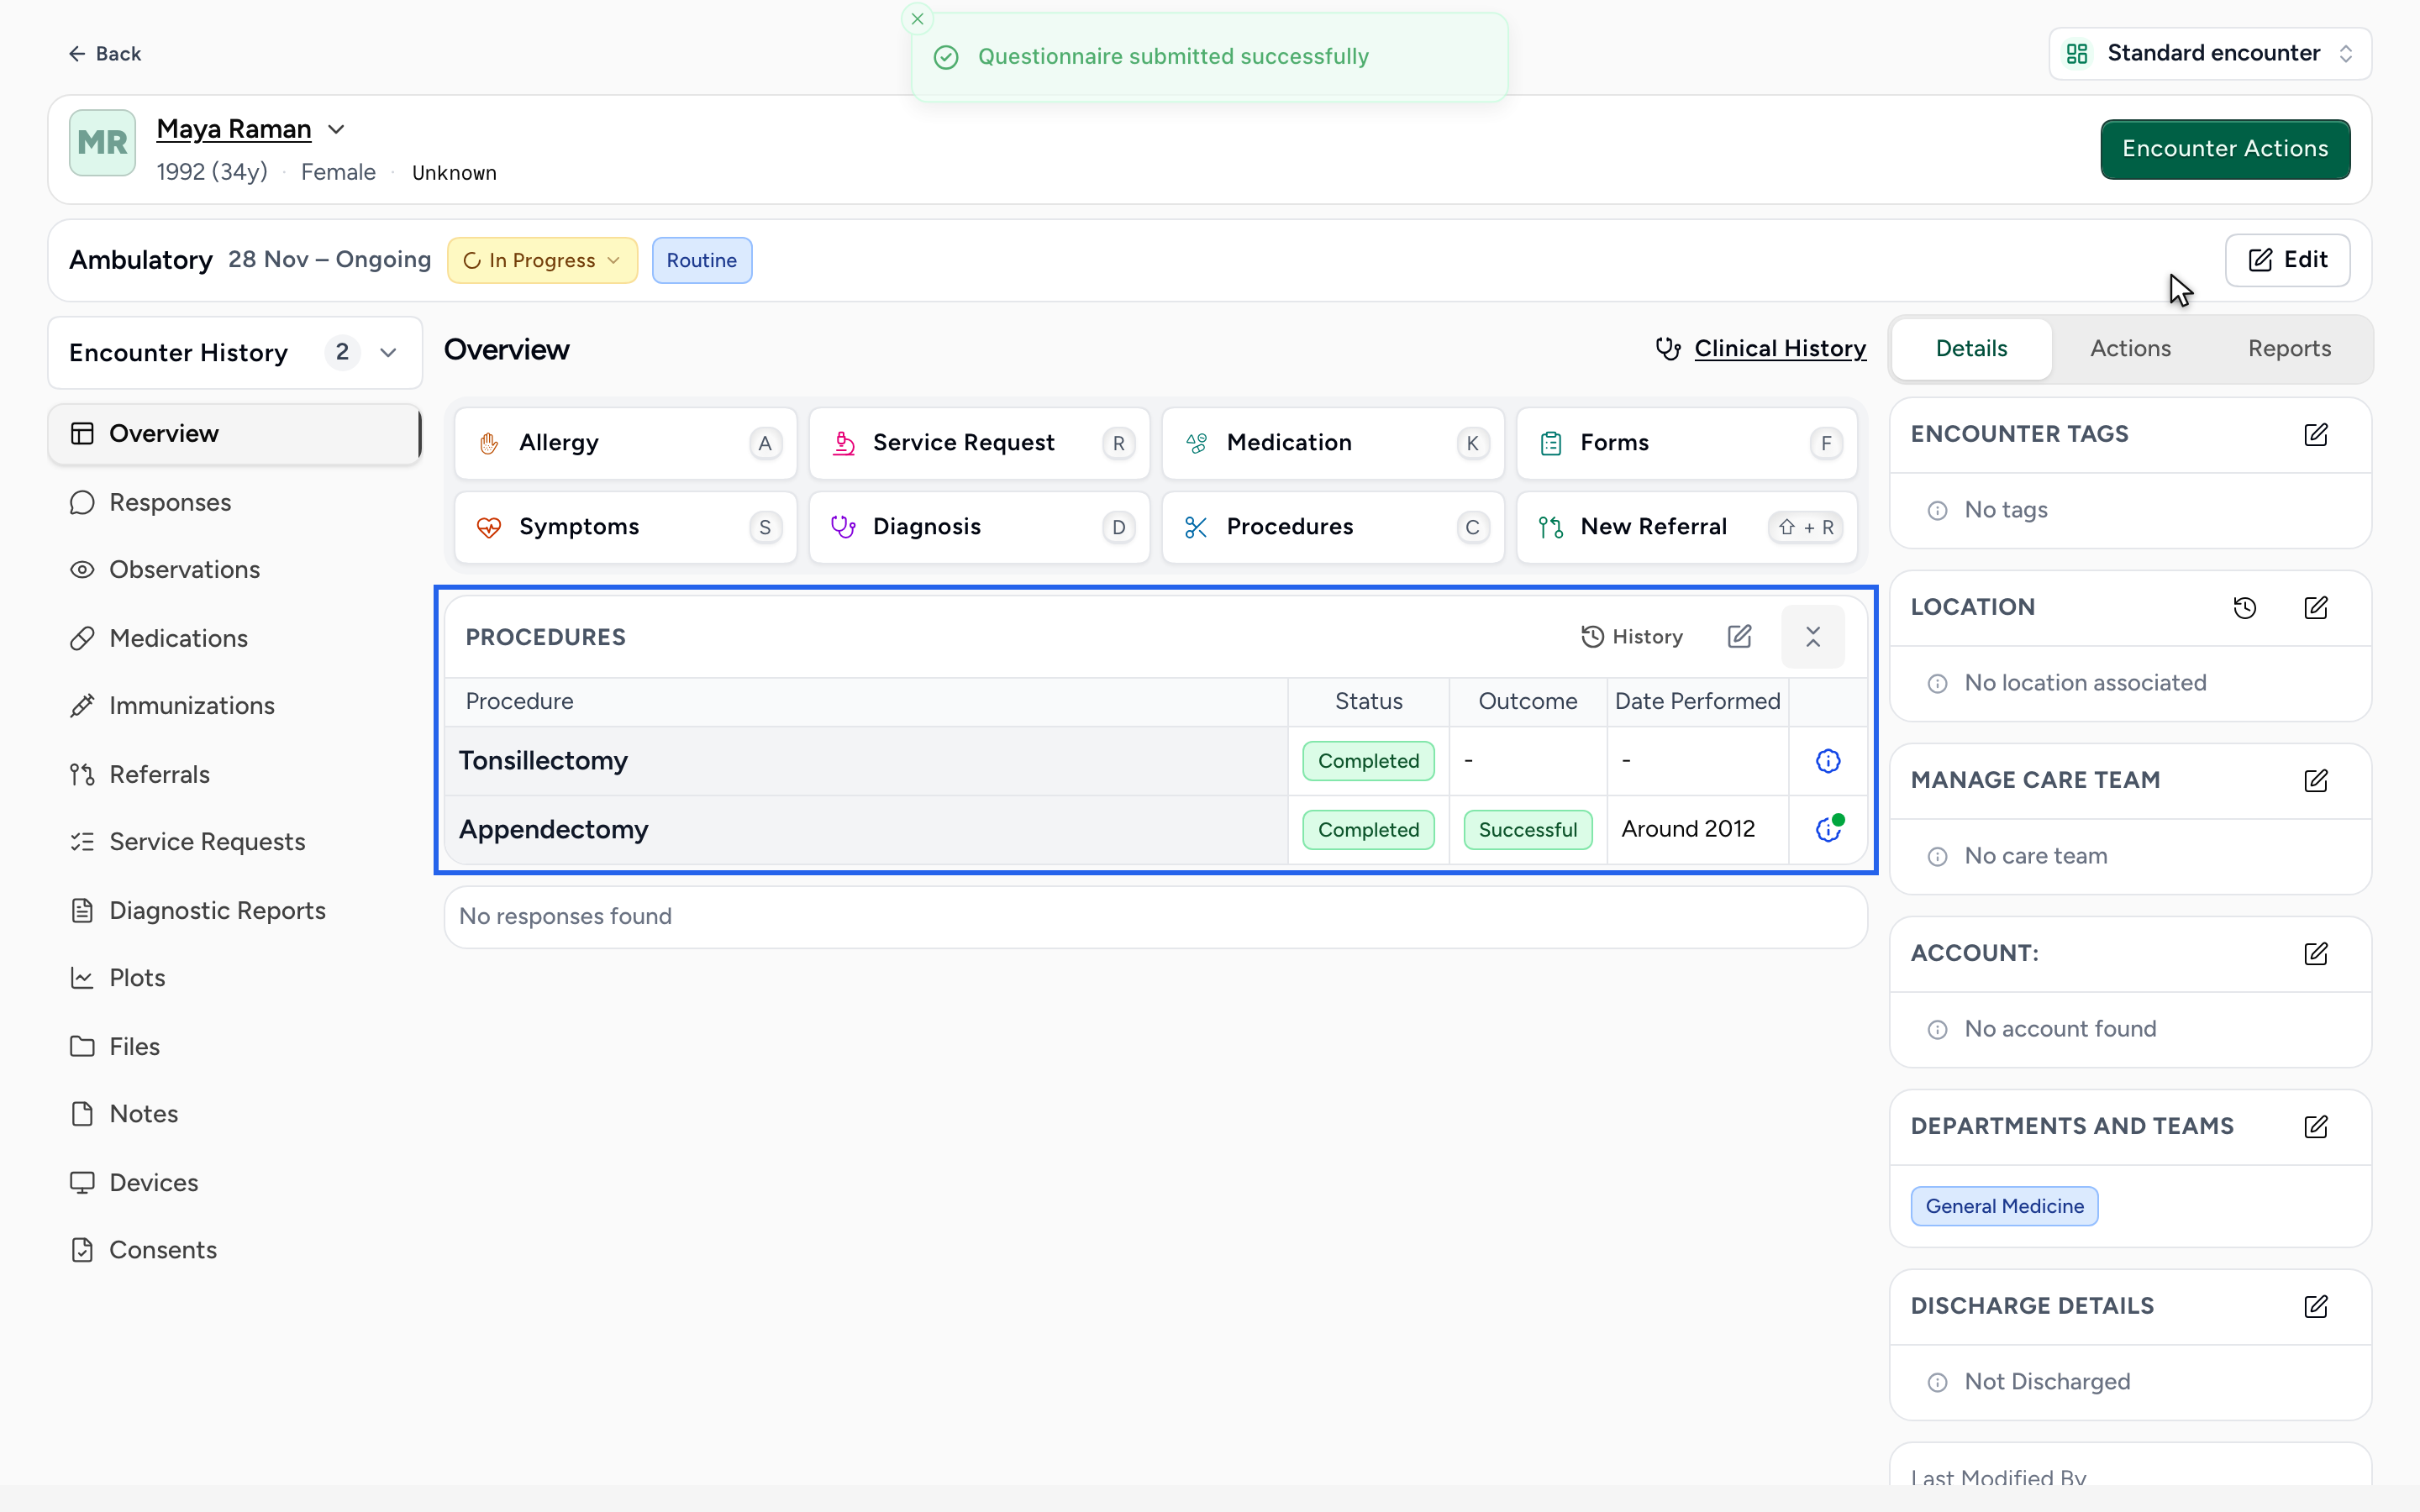 Back
Questionnaire submitted successfully
Standard encounter
MR
Maya Raman
1992 (34y) · Female · Unknown
Encounter Actions
Ambulatory 28 Nov – Ongoing In Progress Routine
Edit
Encounter History 2
Overview
Responses
Observations
Medications
Immunizations
Referrals
Service Requests
Diagnostic Reports
Plots
Files
Notes
Devices
Consents
Overview
Clinical History
Allergy A
Service Request R
Medication K
Forms F
Symptoms S
Diagnosis D
Procedures C
New Referral ⇧ + R
PROCEDURES
History
Procedure Status Outcome Date Performed
Tonsillectomy Completed - -
Appendectomy Completed Successful Around 2012
No responses found
Details Actions Reports
ENCOUNTER TAGS
No tags
LOCATION
No location associated
MANAGE CARE TEAM
No care team
ACCOUNT:
No account found
DEPARTMENTS AND TEAMS
General Medicine
DISCHARGE DETAILS
Not Discharged
Last Modified By